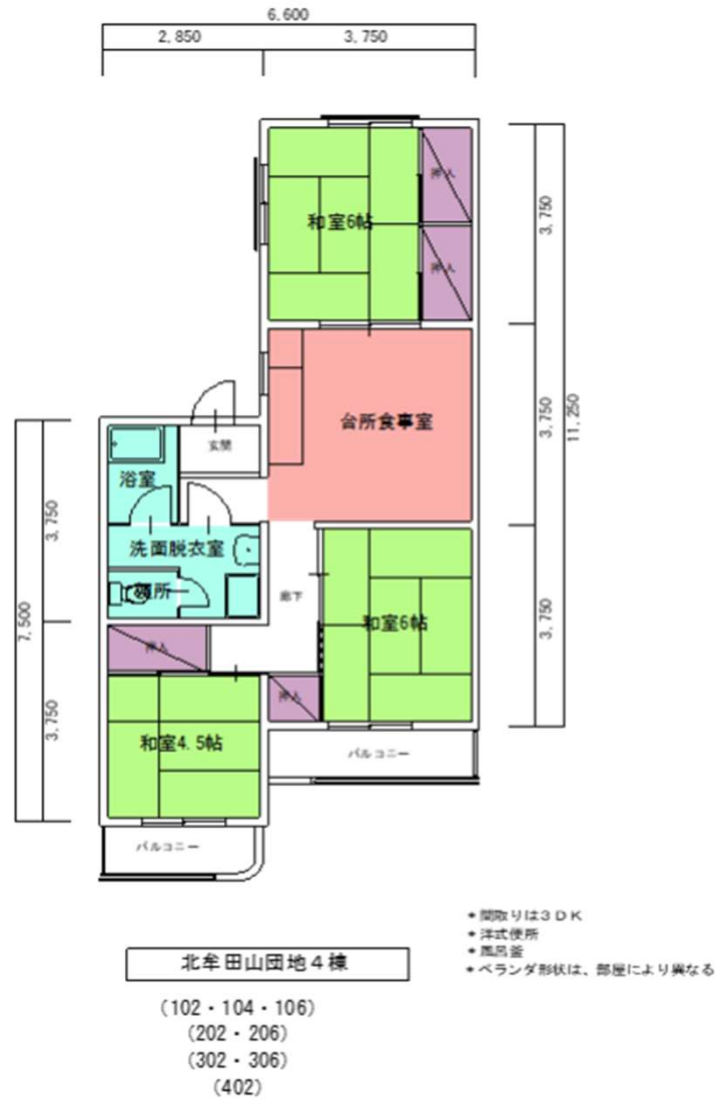 6,600
2,850
3,750
押入
和室6帖
押入
3,750
台所食事室
3,750
11,250
玄関
浴室
洗面脱衣室
3,750
便所
廊下
和室6帖
3,750
7,500
押入
押入
3,750
和室4.5帖
バルコニー
バルコニー
*間取りは3DK
*洋式便所
*風呂釜
*ベランダ形状は、部屋により異なる
北牟田山団地4棟
(102・104・106)
(202・206)
(302・306)
(402)